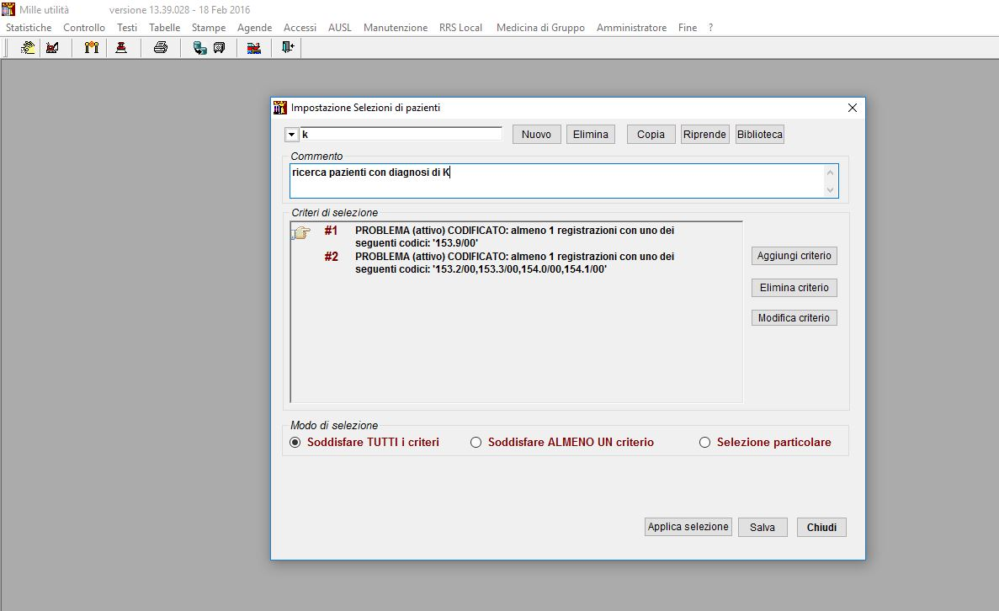 Mille utilità versione 13.39.028 - 18 Feb 2016
Statistiche Controllo Testi Tabelle Stampe Agende Accessi AUSL Manutenzione RRS Local Medicina di Gruppo Amministratore Fine ?
Impostazione Selezioni di pazienti
k Nuovo Elimina Copia Riprende Biblioteca
Commento
ricerca pazienti con diagnosi di K
Criteri di selezione
#1 PROBLEMA (attivo) CODIFICATO: almeno 1 registrazioni con uno dei
seguenti codici: '153.9/00'
#2 PROBLEMA (attivo) CODIFICATO: almeno 1 registrazioni con uno dei
seguenti codici: '153.2/00,153.3/00,154.0/00,154.1/00'
Aggiungi criterio
Elimina criterio
Modifica criterio
Modo di selezione
Soddisfare TUTTI i criteri Soddisfare ALMENO UN criterio Selezione particolare
Applica selezione Salva Chiudi